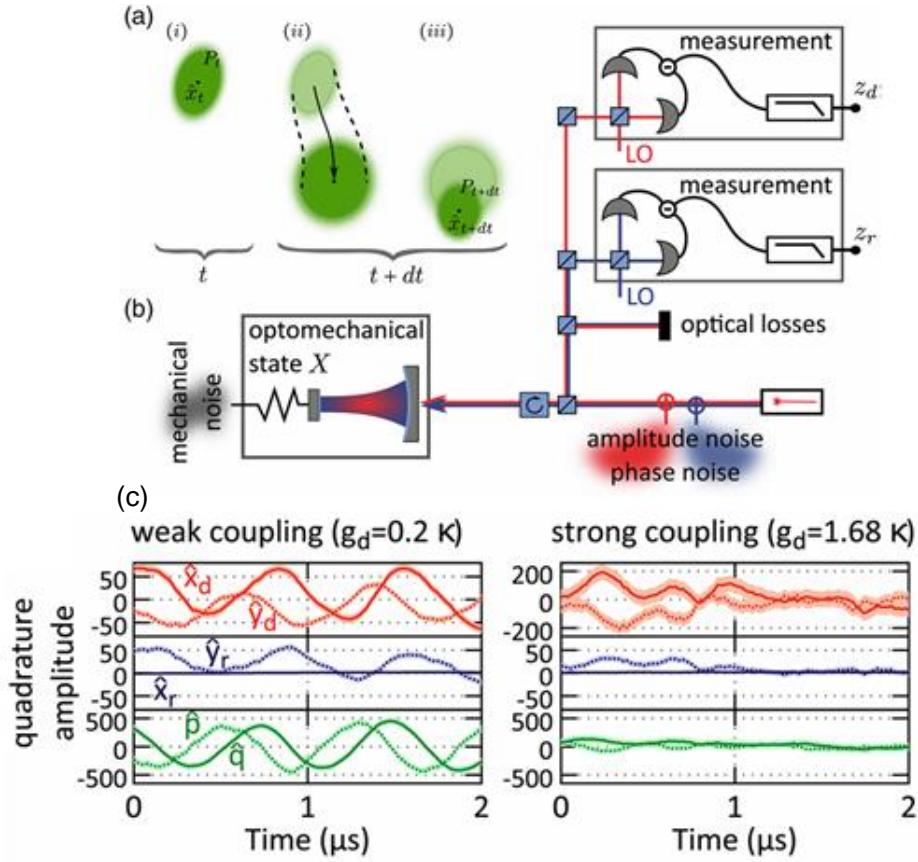 (a)
(i) (ii) (iii)
P_t
x̂_t
P_{t+dt}
x̂_{t+dt}
t
t + dt
measurement
z_d
LO
measurement
z_r
LO
optical losses
(b)
optomechanical
state X
mechanical
noise
amplitude noise
phase noise
(c)
weak coupling (g_d=0.2 κ)
strong coupling (g_d=1.68 κ)
quadrature
amplitude
50
0
-50
x̂_d
ŷ_d
50
0
-50
ŷ_r
x̂_r
500
0
-500
p̂
q̂
0 1 2
Time (μs)
200
0
-200
50
0
-50
500
0
-500
0 1 2
Time (μs)